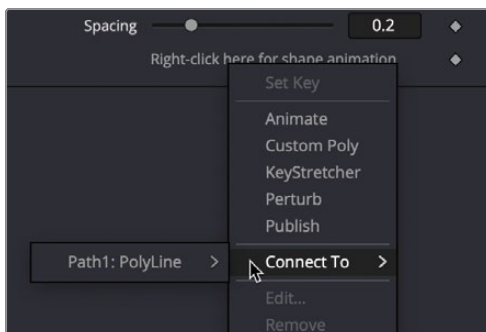 Spacing 0.2
Right-click here for shape animation
Set Key
Animate
Custom Poly
KeyStretcher
Perturb
Publish
Path1: PolyLine > Connect To >
Edit...
Remove